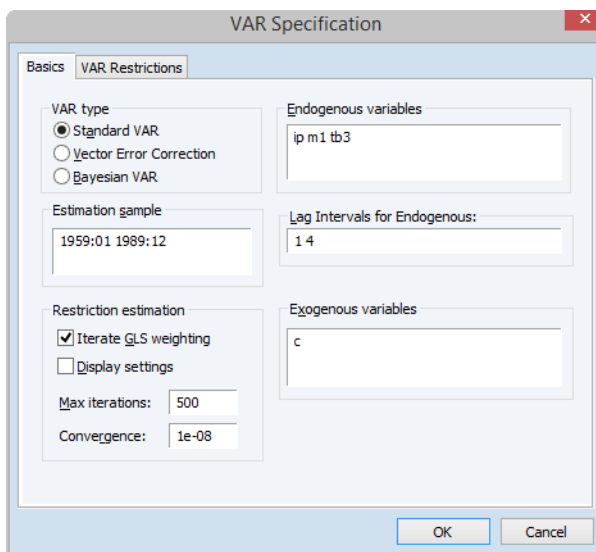 VAR Specification
Basics
VAR Restrictions
VAR type
Standard VAR
Vector Error Correction
Bayesian VAR
Endogenous variables
ip m1 tb3
Estimation sample
1959:01 1989:12
Lag Intervals for Endogenous:
1 4
Restriction estimation
Iterate GLS weighting
Display settings
Max iterations: 500
Convergence: 1e-08
Exogenous variables
c
OK
Cancel